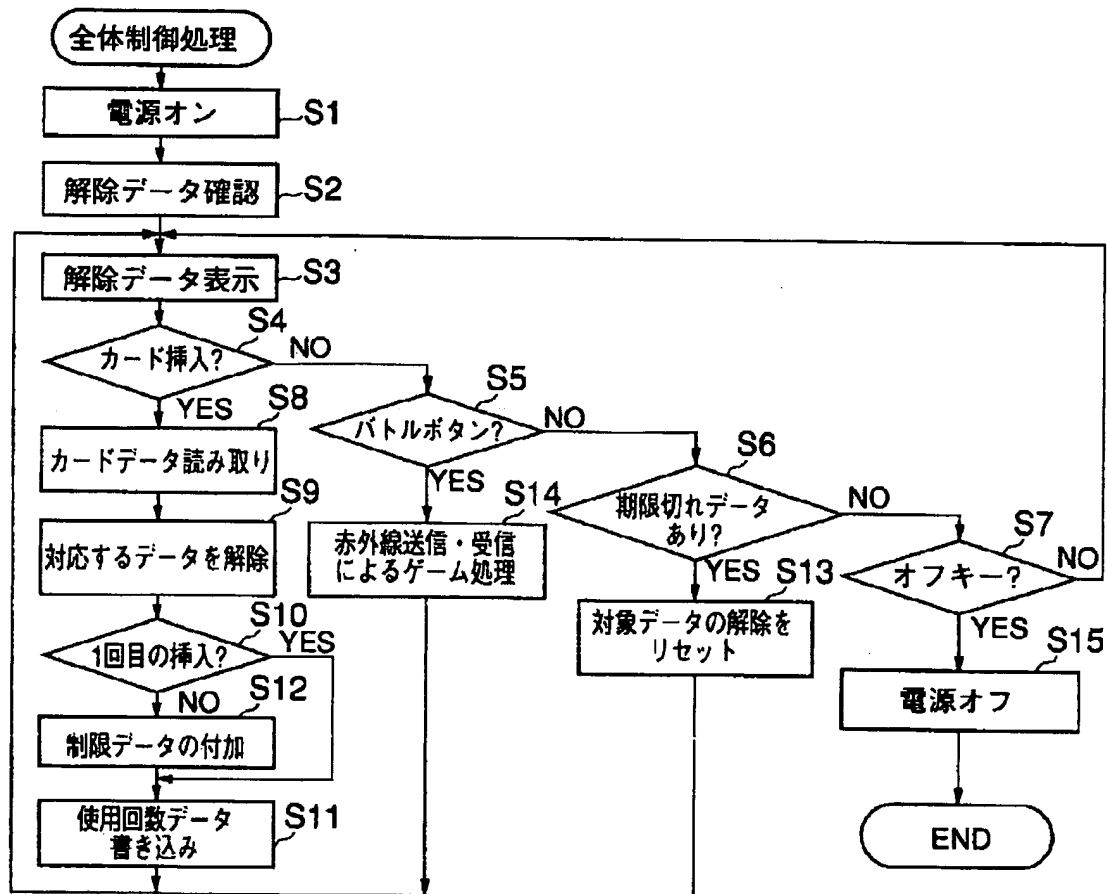 全体制御処理
電源オン
S1
解除データ確認
S2
解除データ表示
S3
カード挿入?
S4
NO
YES
カードデータ読み取り
S8
対応するデータを解除
S9
1回目の挿入?
S10
YES
NO
制限データの付加
S12
使用回数データ
書き込み
S11
バトルボタン?
S5
NO
YES
赤外線送信・受信
によるゲーム処理
S14
期限切れデータ
あり?
S6
NO
YES
対象データの解除を
リセット
S13
オフキー?
S7
NO
YES
電源オフ
S15
END